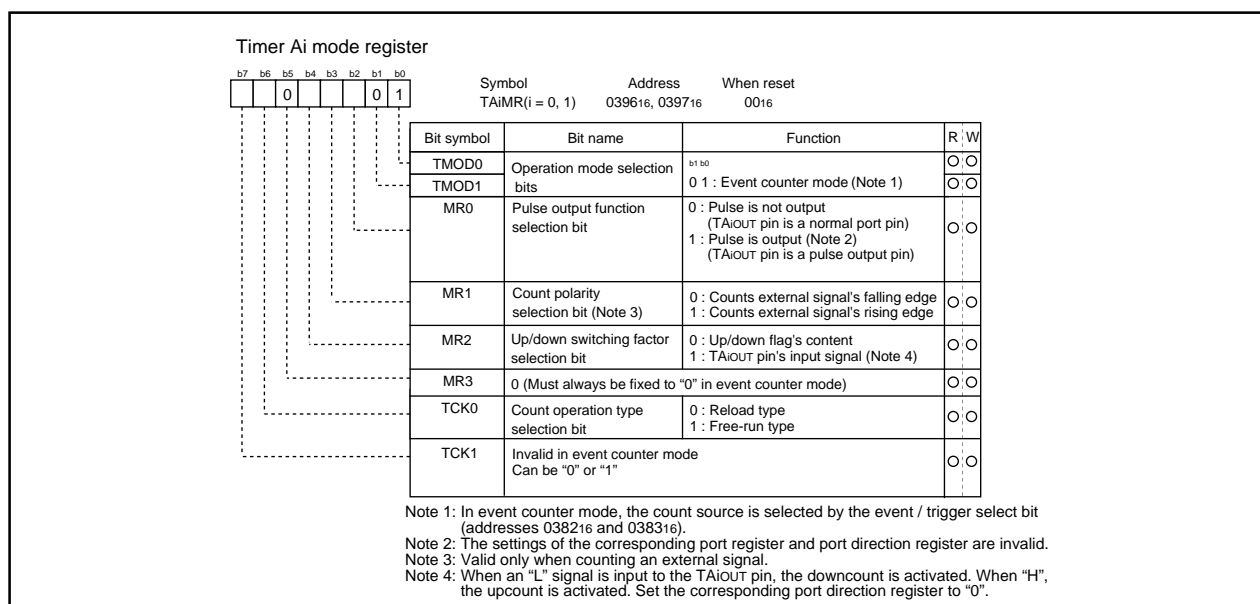 Timer Ai mode register
b7 b6 b5 b4 b3 b2 b1 b0
0 0 1
Symbol Address When reset
TAiMR(i = 0, 1) 039616, 039716 0016
Bit symbol Bit name Function R W
TMOD0 Operation mode selection b1 b0
TMOD1 bits 0 1 : Event counter mode (Note 1)
MR0 Pulse output function 0 : Pulse is not output
selection bit (TAiOUT pin is a normal port pin)
1 : Pulse is output (Note 2)
(TAiOUT pin is a pulse output pin)
MR1 Count polarity 0 : Counts external signal's falling edge
selection bit (Note 3) 1 : Counts external signal's rising edge
MR2 Up/down switching factor 0 : Up/down flag's content
selection bit 1 : TAiOUT pin's input signal (Note 4)
MR3 0 (Must always be fixed to “0” in event counter mode)
TCK0 Count operation type 0 : Reload type
selection bit 1 : Free-run type
TCK1 Invalid in event counter mode
Can be “0” or “1”
Note 1: In event counter mode, the count source is selected by the event / trigger select bit
(addresses 038216 and 038316).
Note 2: The settings of the corresponding port register and port direction register are invalid.
Note 3: Valid only when counting an external signal.
Note 4: When an “L” signal is input to the TAiOUT pin, the downcount is activated. When “H”,
the upcount is activated. Set the corresponding port direction register to “0”.